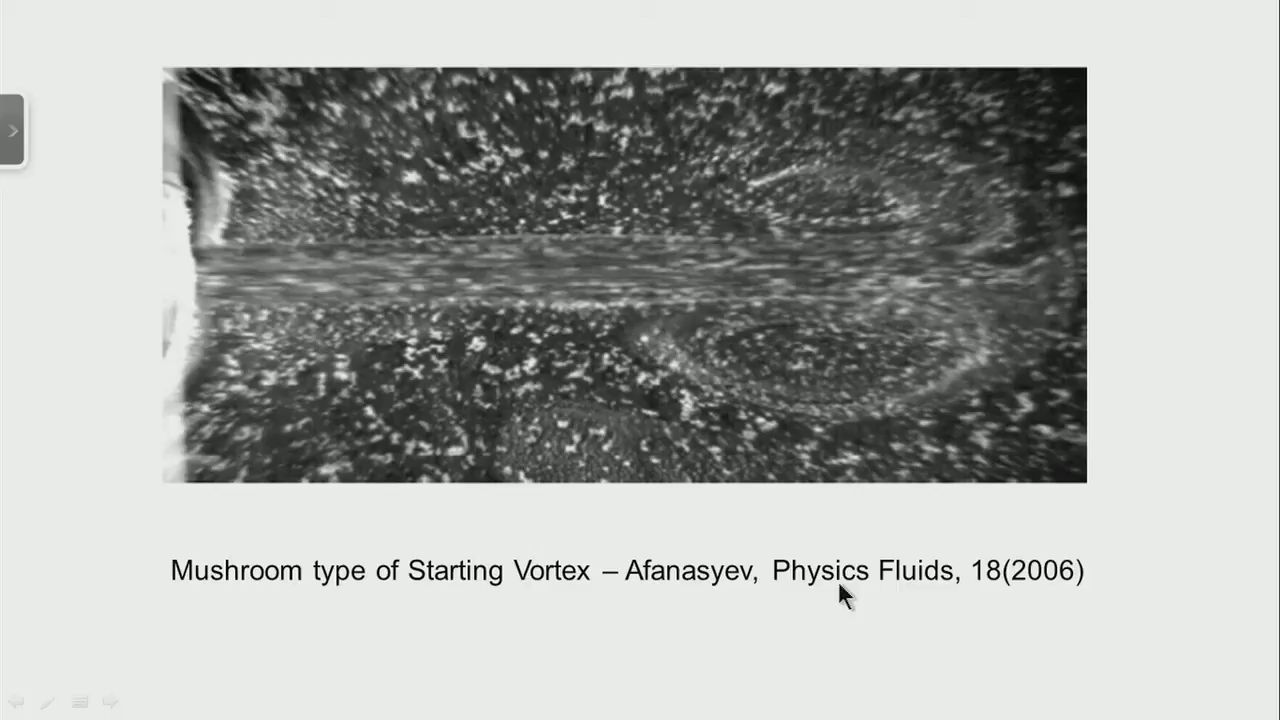 Mushroom type of Starting Vortex – Afanasyev, Physics Fluids, 18(2006)